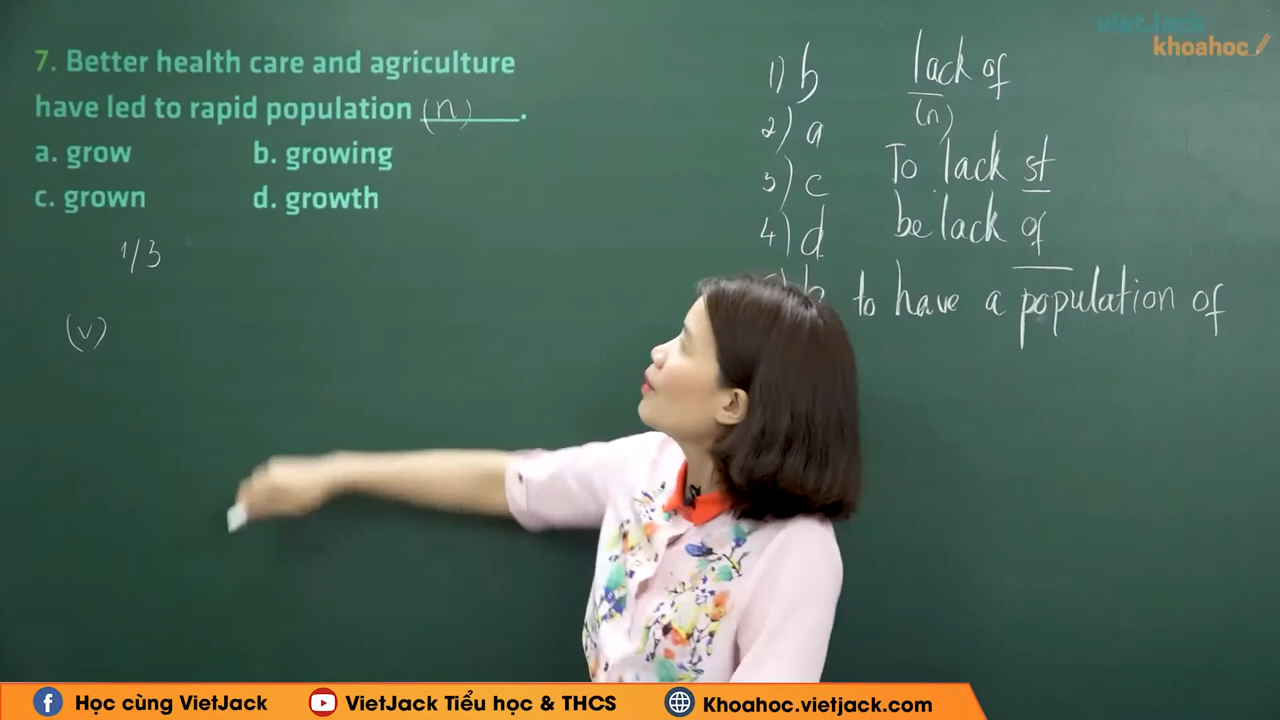 vietJack
khoahoc
7. Better health care and agriculture
have led to rapid population (n)______.
a. grow b. growing
c. grown d. growth
1/3
(v)
1) b
2) a
3) c
4) d
b
lack of
(n)
To lack st
be lack of
to have a population of
Học cùng VietJack
VietJack Tiểu học & THCS
Khoahoc.vietjack.com